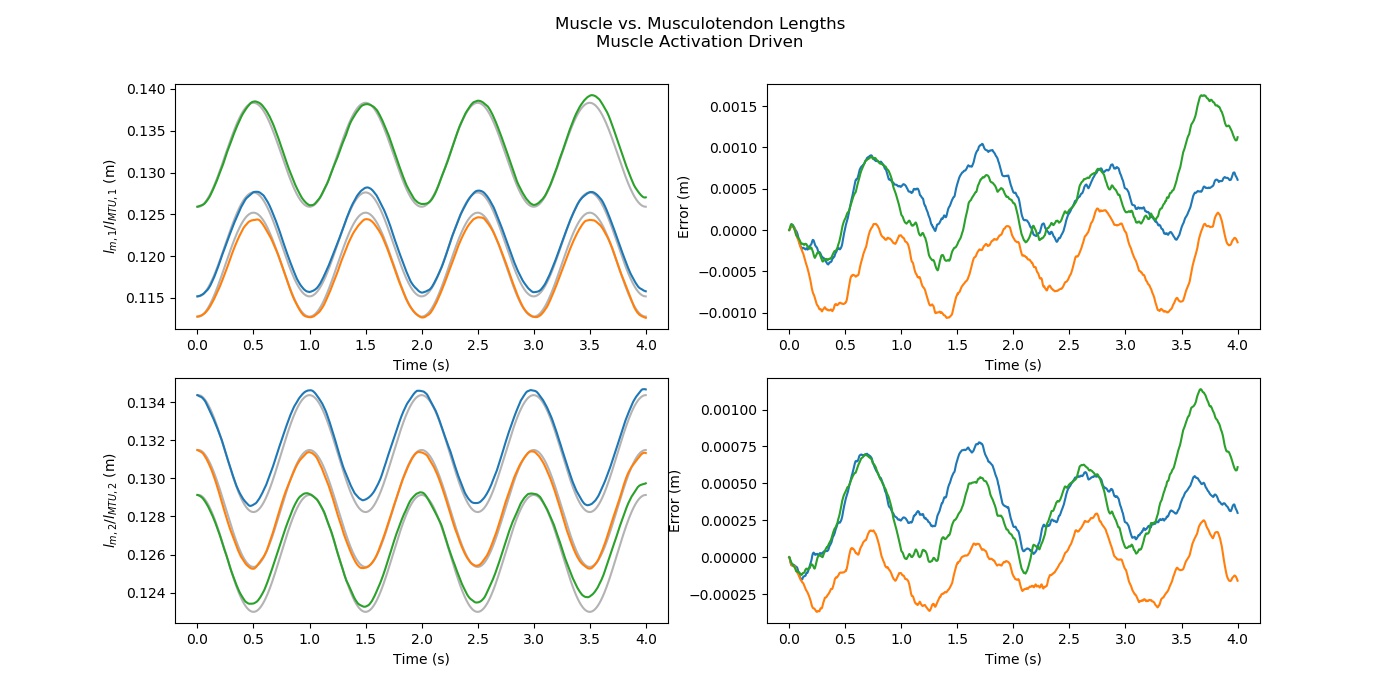 Muscle vs. Musculotendon Lengths
Muscle Activation Driven
l_{m,1}/l_{MTU,1} (m)
0.140
0.135
0.130
0.125
0.120
0.115
0.0 0.5 1.0 1.5 2.0 2.5 3.0 3.5 4.0
Time (s)
Error (m)
0.0015
0.0010
0.0005
0.0000
−0.0005
−0.0010
0.0 0.5 1.0 1.5 2.0 2.5 3.0 3.5 4.0
Time (s)
l_{m,2}/l_{MTU,2} (m)
0.134
0.132
0.130
0.128
0.126
0.124
0.0 0.5 1.0 1.5 2.0 2.5 3.0 3.5 4.0
Time (s)
Error (m)
0.00100
0.00075
0.00050
0.00025
0.00000
−0.00025
0.0 0.5 1.0 1.5 2.0 2.5 3.0 3.5 4.0
Time (s)